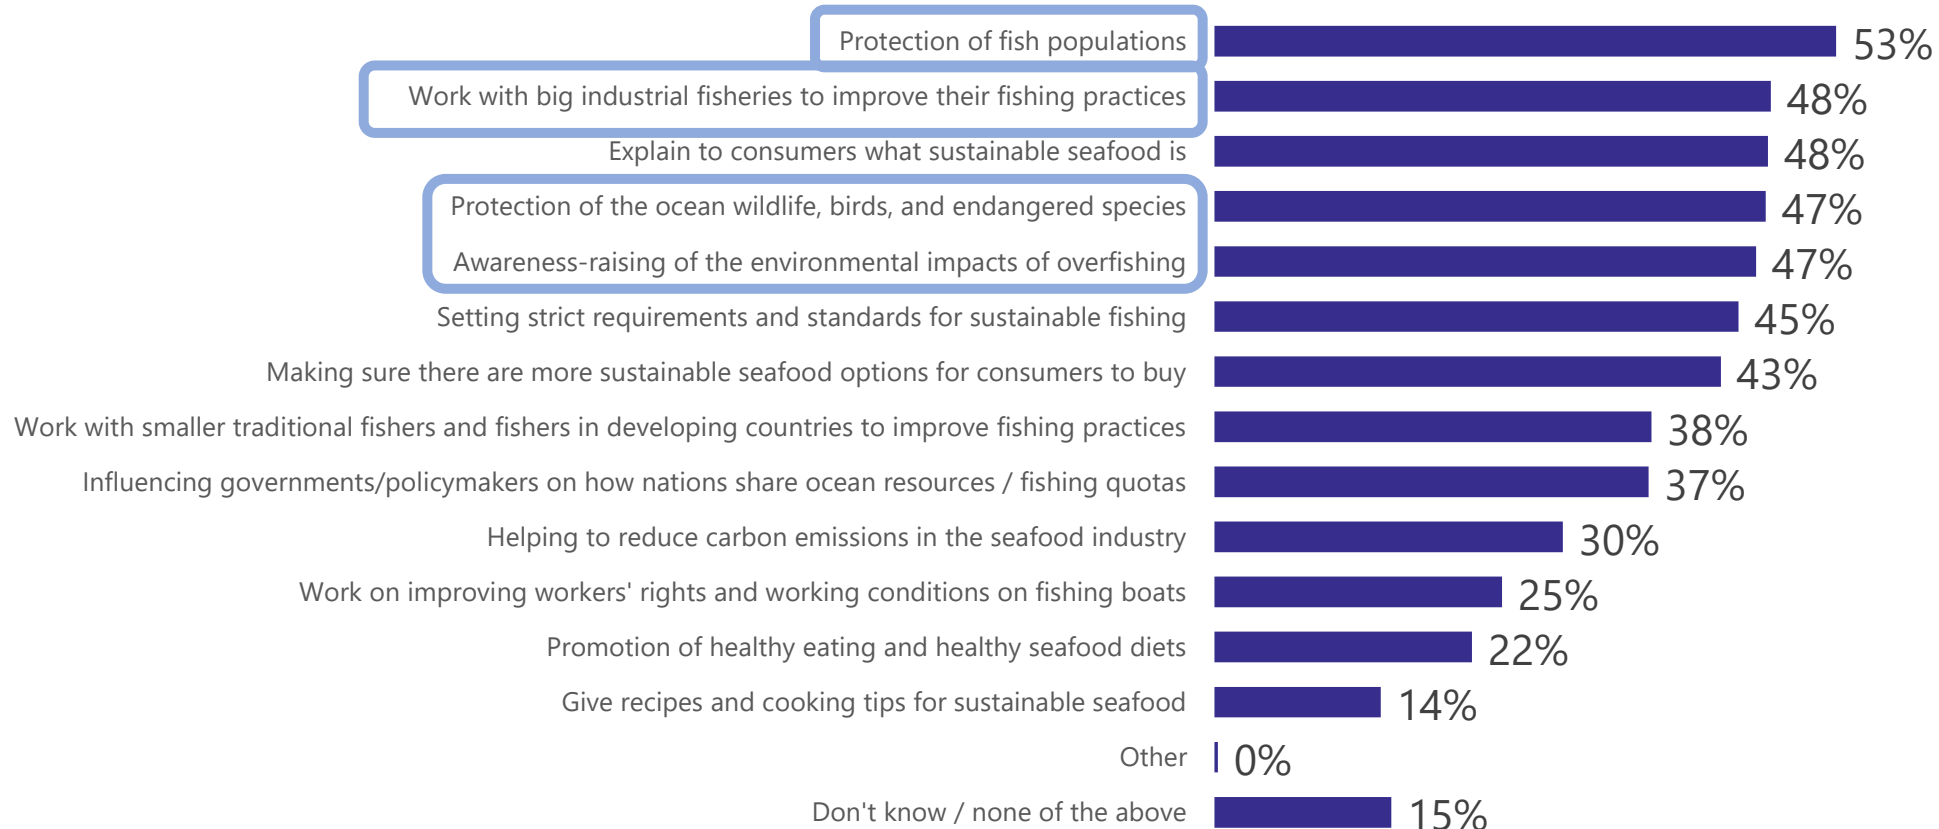 Protection of fish populations 53%
Work with big industrial fisheries to improve their fishing practices 48%
Explain to consumers what sustainable seafood is 48%
Protection of the ocean wildlife, birds, and endangered species 47%
Awareness-raising of the environmental impacts of overfishing 47%
Setting strict requirements and standards for sustainable fishing 45%
Making sure there are more sustainable seafood options for consumers to buy 43%
Work with smaller traditional fishers and fishers in developing countries to improve fishing practices 38%
Influencing governments/policymakers on how nations share ocean resources / fishing quotas 37%
Helping to reduce carbon emissions in the seafood industry 30%
Work on improving workers' rights and working conditions on fishing boats 25%
Promotion of healthy eating and healthy seafood diets 22%
Give recipes and cooking tips for sustainable seafood 14%
Other 0%
Don't know / none of the above 15%